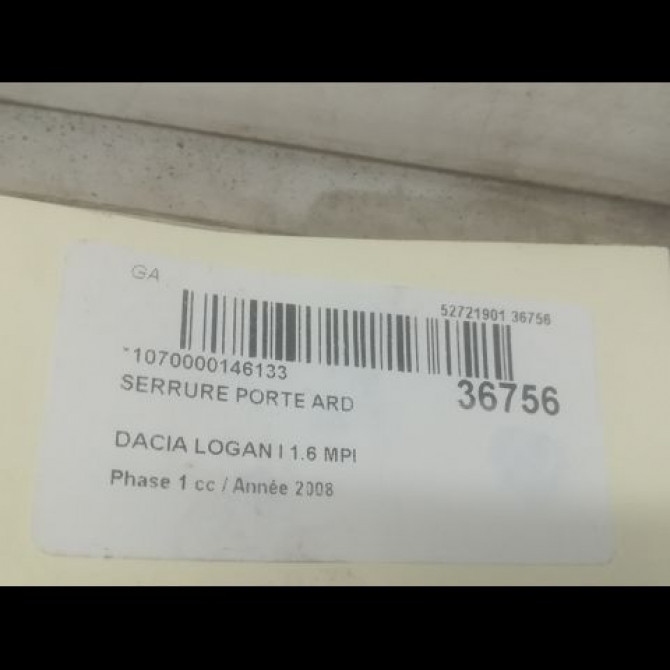 GA
52721901 36756
*1070000146133
36756
SERRURE PORTE ARD
DACIA LOGAN I 1.6 MPI
Phase 1 cc / Année 2008